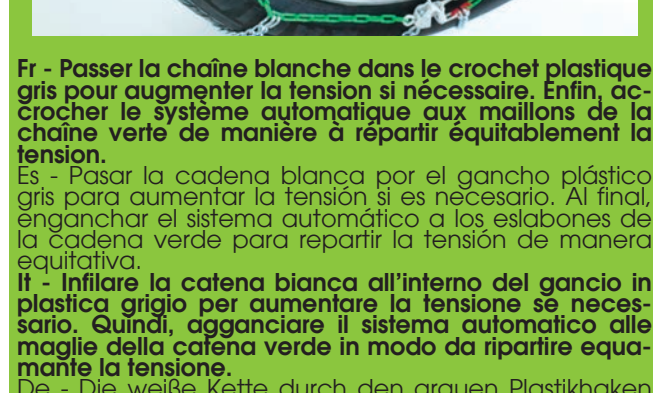 Fr - Passer la chaîne blanche dans le crochet plastique
gris pour augmenter la tension si nécessaire. Enfin, ac-
crocher le système automatique aux maillons de la
chaîne verte de manière à répartir équitablement la
tension.
Es - Pasar la cadena blanca por el gancho plástico
gris para aumentar la tensión si es necesario. Al final,
enganchar el sistema automático a los eslabones de
la cadena verde para repartir la tensión de manera
equitativa.
It - Infilare la catena bianca all'interno del gancio in
plastica grigio per aumentare la tensione se neces-
sario. Quindi, agganciare il sistema automatico alle
maglie della catena verde in modo da ripartire equa-
mante la tensione.
De - Die weiße Kette durch den grauen Plastikhaken